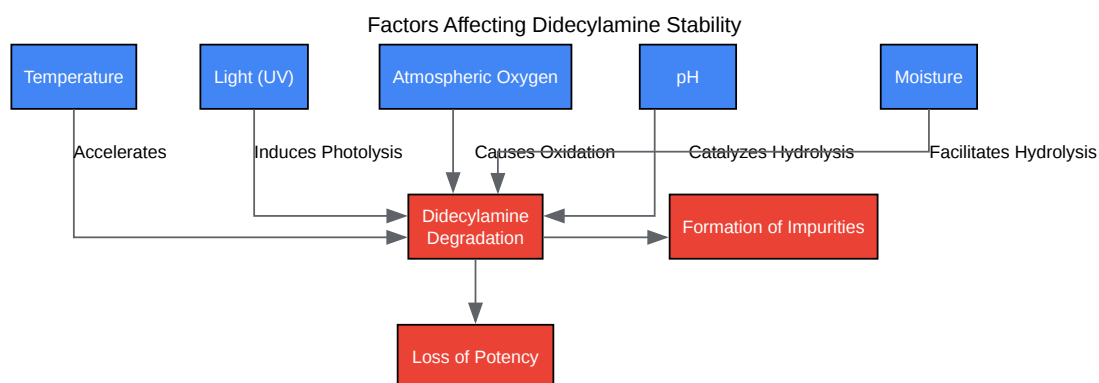 Factors Affecting Didecylamine Stability
Temperature
Light (UV)
Atmospheric Oxygen
pH
Moisture
Accelerates
Induces Photolysis
Causes Oxidation
Catalyzes Hydrolysis
Facilitates Hydrolysis
Didecylamine
Degradation
Formation of Impurities
Loss of Potency